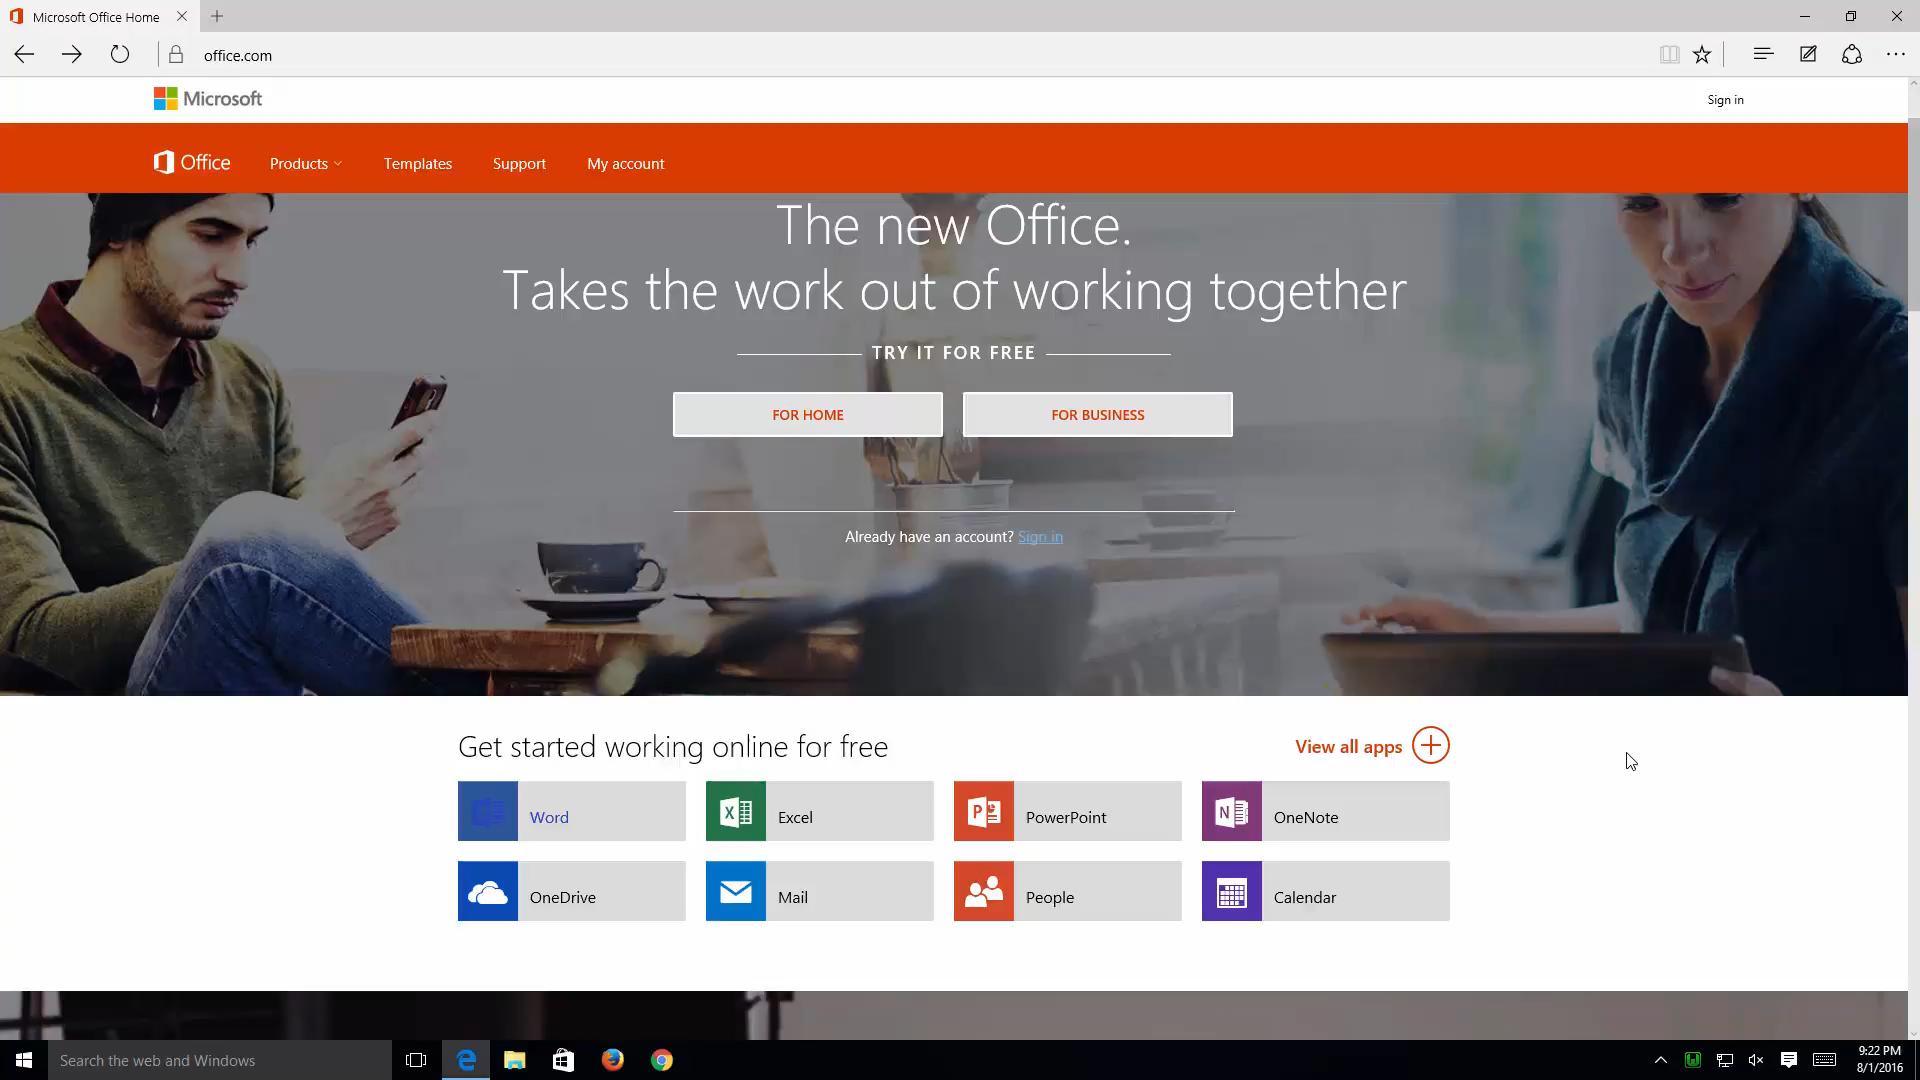 Microsoft Office Home
office.com
Microsoft
Sign in
Office
Products
Templates
Support
My account
The new Office.
Takes the work out of working together
TRY IT FOR FREE
FOR HOME
FOR BUSINESS
Already have an account? Sign in
Get started working online for free
View all apps
Word
Excel
PowerPoint
OneNote
OneDrive
Mail
People
Calendar
Search the web and Windows
9:22 PM
8/1/2016